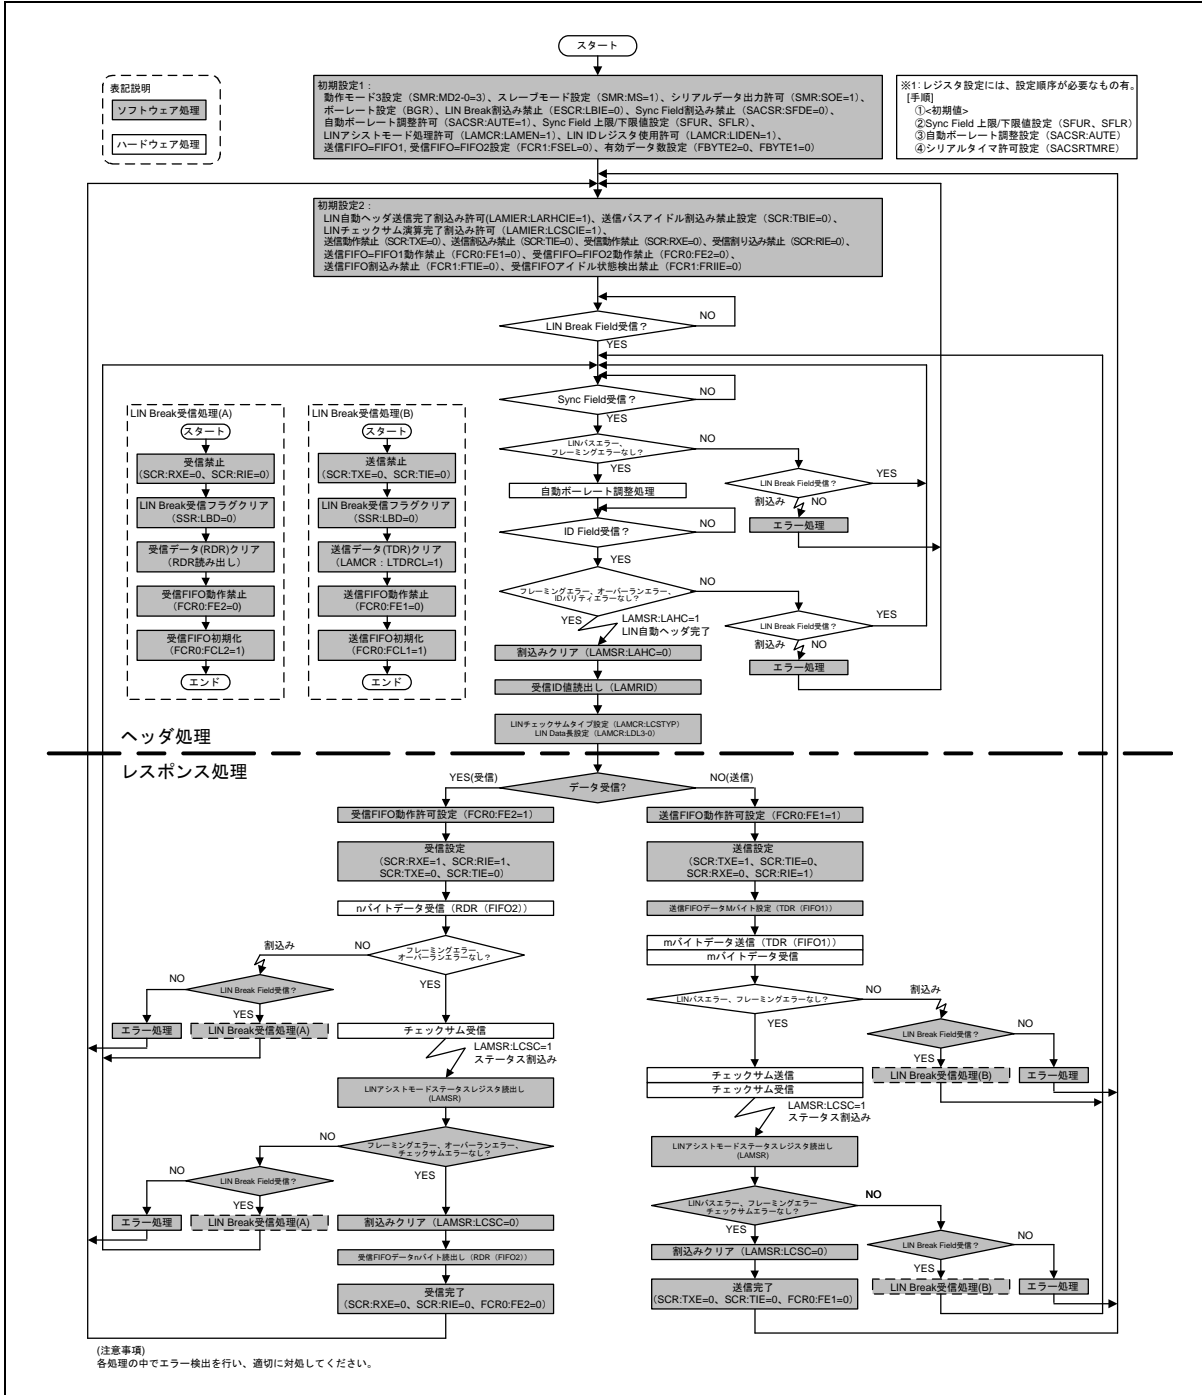 スタート
表記説明
ソフトウェア処理
ハードウェア処理
初期設定1：
動作モード3設定（SMR:MD2-0=3）、スレーブモード設定（SMR:MS=1）、シリアルデータ出力許可（SMR:SOE=1）、
ボーレート設定（BGR）、LIN Break割込み禁止（ESCR:LBIE=0）、Sync Field割込み禁止（SACSR:SFDE=0）、
自動ボーレート調整許可（SACSR:AUTE=1）、Sync Field 上限/下限値設定（SFUR, SFLR）、
LINアシストモード処理許可（LAMCR:LAMEN=1）、LIN IDレジスタ使用許可（LAMCR:LIDEN=1）、
送信FIFO=FIFO1, 受信FIFO=FIFO2設定（FCR1:FSEL=0）、有効データ数設定（FBYTE2=0、FBYTE1=0）
※1: レジスタ設定には、設定順序が必要なもの有。
[手順]
①<初期値>
②Sync Field 上限/下限値設定（SFUR, SFLR）
③自動ボーレート調整設定（SACSR:AUTE）
④シリアルタイマ許可設定（SACSRTMRE）
初期設定2：
LIN自動ヘッダ送信完了割込み許可(LAMIER:LARHCIE=1)、送信バスアイドル割込み禁止設定（SCR:TBIE=0）、
LINチェックサム演算完了割込み許可（LAMIER:LCSCIE=1）、
送信動作禁止（SCR:TXE=0）、送信割込み禁止（SCR:TIE=0）、受信動作禁止（SCR:RXE=0）、受信割り込み禁止（SCR:RIE=0）、
送信FIFO=FIFO1動作禁止（FCR0:FE1=0）、受信FIFO=FIFO2動作禁止（FCR0:FE2=0）、
送信FIFO割込み禁止（FCR1:FTIE=0）、受信FIFOアイドル状態検出禁止（FCR1:FRIIE=0）
LIN Break Field受信？
NO
YES
Sync Field受信？
NO
YES
LINバスエラー、
フレーミングエラーなし？
NO
YES
LIN Break Field受信？
YES
割込み
NO
エラー処理
自動ボーレート調整処理
ID Field受信？
NO
YES
フレーミングエラー、オーバーランエラー、
IDパリティエラーなし？
NO
YES
LIN Break Field受信？
YES
割込み
NO
エラー処理
LAMSR:LAHC=1
LIN自動ヘッダ完了
割込みクリア（LAMSR:LAHC=0）
受信ID値読出し（LAMRID）
LINチェックサムタイプ設定（LAMCR:LCSTYP）
LIN Data長設定（LAMCR:LDL3-0）
LIN Break受信処理(A)
スタート
受信禁止
（SCR:RXE=0、SCR:RIE=0）
LIN Break受信フラグクリア
（SSR:LBD=0）
受信データ(RDR)クリア
（RDR読み出し）
受信FIFO動作禁止
（FCR0:FE2=0）
受信FIFO初期化
（FCR0:FCL2=1）
エンド
LIN Break受信処理(B)
スタート
送信禁止
（SCR:TXE=0、SCR:TIE=0）
LIN Break受信フラグクリア
（SSR:LBD=0）
送信データ(TDR)クリア
（LAMCR：LTDRCL=1）
送信FIFO動作禁止
（FCR0:FE1=0）
送信FIFO初期化
（FCR0:FCL1=1）
エンド
ヘッダ処理
レスポンス処理
データ受信?
YES(受信)
NO(送信)
受信FIFO動作許可設定（FCR0:FE2=1）
受信設定
（SCR:RXE=1、SCR:RIE=1、
SCR:TXE=0、SCR:TIE=0）
nバイトデータ受信（RDR（FIFO2））
フレーミングエラー、
オーバーランエラーなし？
NO
割込み
YES
LIN Break Field受信？
NO
YES
エラー処理
LIN Break受信処理(A)
チェックサム受信
LAMSR:LCSC=1
ステータス割込み
LINアシストモードステータスレジスタ読出し
(LAMSR)
フレーミングエラー、オーバーランエラー、
チェックサムエラーなし？
NO
YES
LIN Break Field受信？
NO
YES
エラー処理
LIN Break受信処理(A)
割込みクリア（LAMSR:LCSC=0）
受信FIFOデータnバイト読出し（RDR（FIFO2））
受信完了
（SCR:RXE=0、SCR:RIE=0、FCR0:FE2=0）
送信FIFO動作許可設定（FCR0:FE1=1）
送信設定
（SCR:TXE=1、SCR:TIE=0、
SCR:RXE=0、SCR:RIE=1）
送信FIFOデータMバイト設定（TDR（FIFO1））
mバイトデータ送信（TDR（FIFO1））
mバイトデータ受信
LINバスエラー、フレーミングエラーなし？
NO
割込み
YES
LIN Break Field受信？
NO
YES
LIN Break受信処理(B)
エラー処理
チェックサム送信
チェックサム受信
LAMSR:LCSC=1
ステータス割込み
LINアシストモードステータスレジスタ読出し
(LAMSR)
LINバスエラー、フレーミングエラー
チェックサムエラーなし？
NO
YES
LIN Break Field受信？
NO
YES
LIN Break受信処理(B)
エラー処理
割込みクリア（LAMSR:LCSC=0）
送信完了
（SCR:TXE=0、SCR:TIE=0、FCR0:FE1=0）
(注意事項)
各処理の中でエラー検出を行い、適切に対処してください。